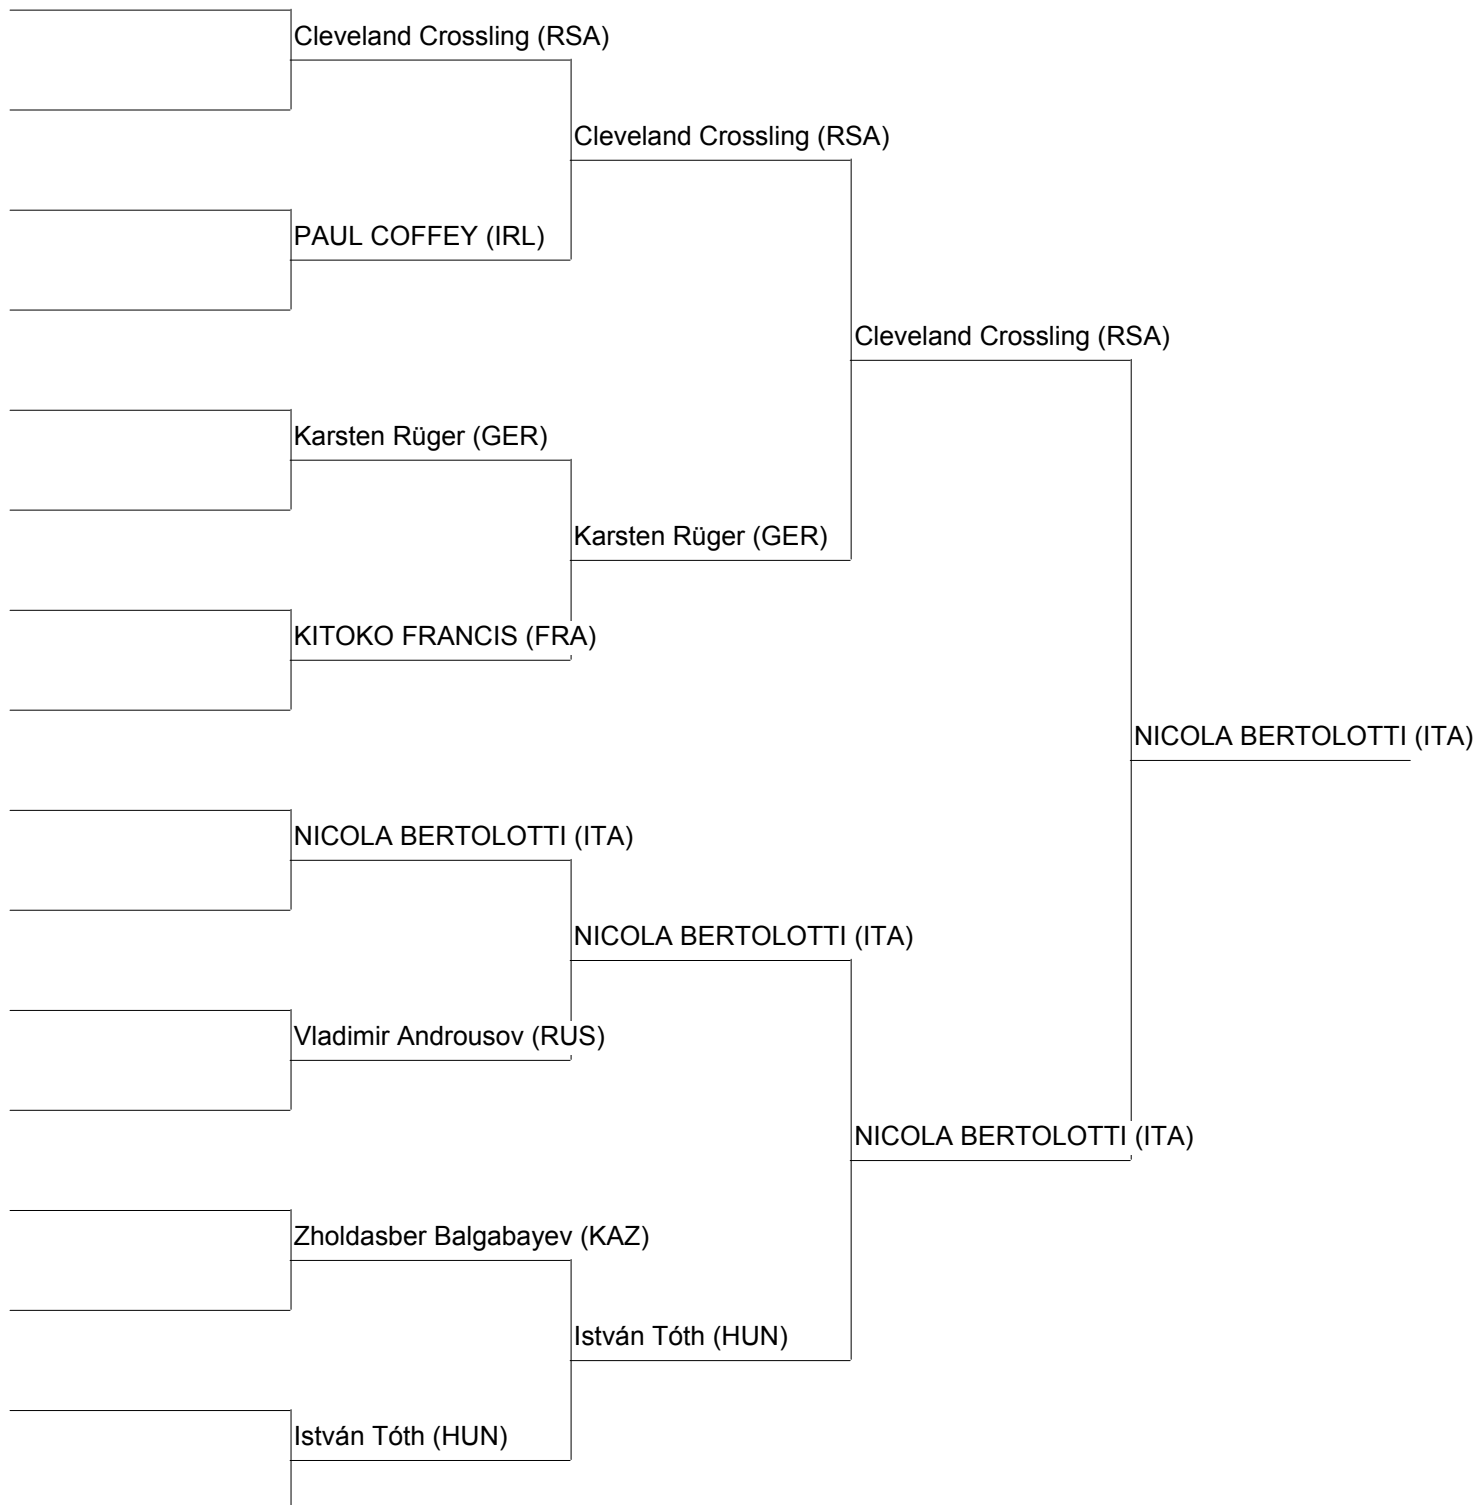 Cleveland Crossling (RSA)
Cleveland Crossling (RSA)
PAUL COFFEY (IRL)
Cleveland Crossling (RSA)
Karsten Rüger (GER)
Karsten Rüger (GER)
KITOKO FRANCIS (FRA)
NICOLA BERTOLOTTI (ITA)
NICOLA BERTOLOTTI (ITA)
NICOLA BERTOLOTTI (ITA)
Vladimir Androusov (RUS)
NICOLA BERTOLOTTI (ITA)
Zholdasber Balgabayev (KAZ)
István Tóth (HUN)
István Tóth (HUN)